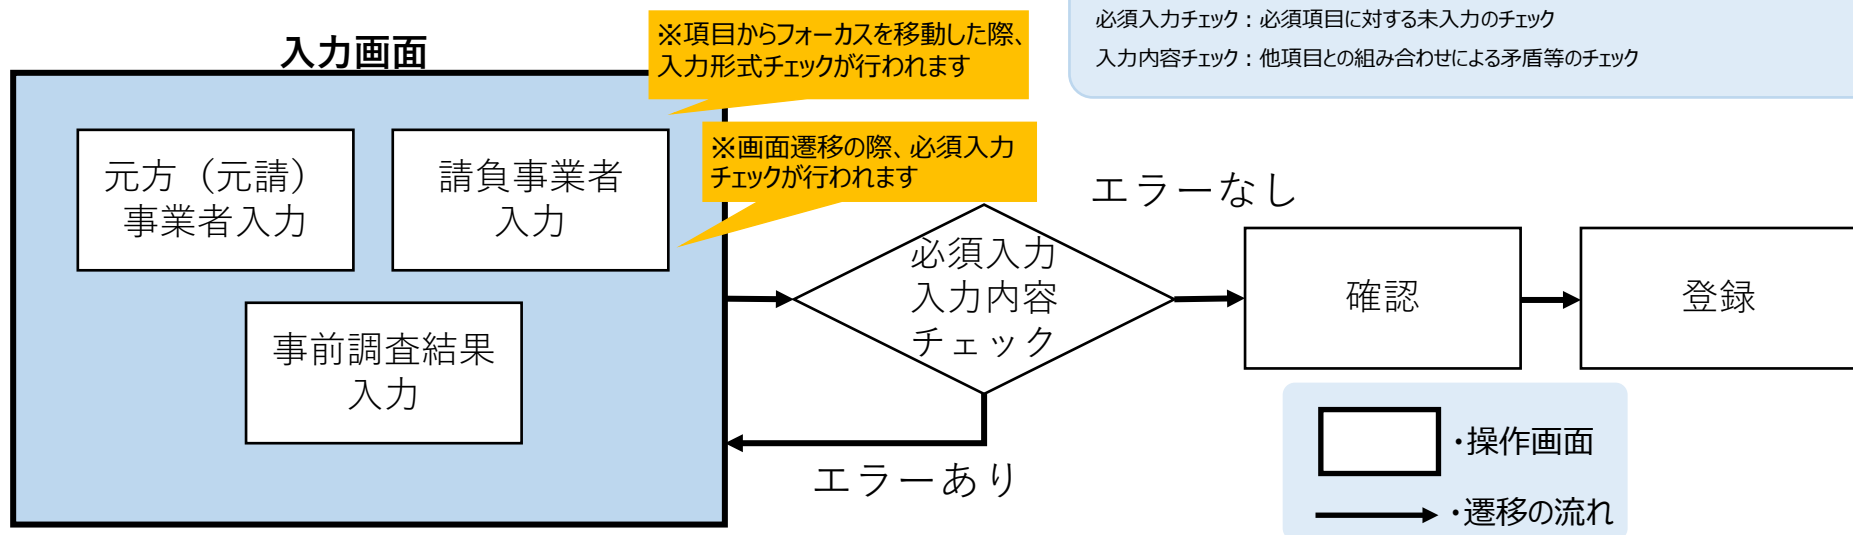 必須入力チェック：必須項目に対する未入力のチェック
入力内容チェック：他項目との組み合わせによる矛盾等のチェック
入力画面
※項目からフォーカスを移動した際、
入力形式チェックが行われます
※画面遷移の際、必須入力
チェックが行われます
元方（元請）
事業者入力
請負事業者
入力
事前調査結果
入力
必須入力
入力内容
チェック
エラーなし
エラーあり
確認
登録
・操作画面
・遷移の流れ